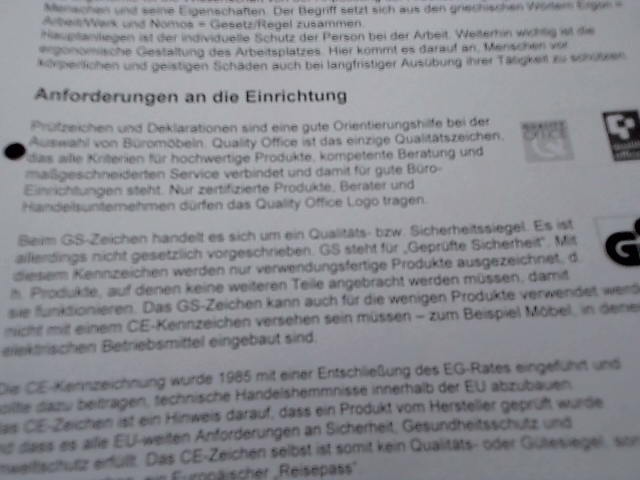 Menschen und seine Eigenschaften. Der Begriff setzt sich aus den griechischen Wörtern Ergon =
Arbeit/Werk und Nomos = Gesetz/Regel zusammen.
Hauptanliegen ist der individuelle Schutz der Person bei der Arbeit. Weiterhin wichtig ist die
ergonomische Gestaltung des Arbeitsplatzes. Hier kommt es darauf an, Menschen vor
körperlichen und geistigen Schäden auch bei langfristiger Ausübung ihrer Tätigkeit zu schützen.
Anforderungen an die Einrichtung
Prüfzeichen und Deklarationen sind eine gute Orientierungshilfe bei der
Auswahl von Büromöbeln. Quality Office ist das einzige Qualitätszeichen,
das alle Kriterien für hochwertige Produkte, kompetente Beratung und
maßgeschneiderten Service verbindet und damit für gute Büro-
Einrichtungen steht. Nur zertifizierte Produkte, Berater und
Handelsunternehmen dürfen das Quality Office Logo tragen.
QUALITY
OFFICE
Beim GS-Zeichen handelt es sich um ein Qualitäts- bzw. Sicherheitssiegel. Es ist
allerdings nicht gesetzlich vorgeschrieben. GS steht für „Geprüfte Sicherheit". Mit
diesem Kennzeichen werden nur verwendungsfertige Produkte ausgezeichnet, d.
h. Produkte, auf denen keine weiteren Teile angebracht werden müssen, damit
sie funktionieren. Das GS-Zeichen kann auch für die wenigen Produkte verwendet werd
nicht mit einem CE-Kennzeichen versehen sein müssen – zum Beispiel Möbel, in denen
elektrischen Betriebsmittel eingebaut sind.
Die CE-Kennzeichnung wurde 1985 mit einer Entschließung des EG-Rates eingeführt und
sollte dazu beitragen, technische Handelshemmnisse innerhalb der EU abzubauen.
Das CE-Zeichen ist ein Hinweis darauf, dass ein Produkt vom Hersteller geprüft wurde
nd dass es alle EU-weiten Anforderungen an Sicherheit, Gesundheitsschutz und
mweltschutz erfüllt. Das CE-Zeichen selbst ist somit kein Qualitäts- oder Gütesiegel, son
ein Europäischer „Reisepass"